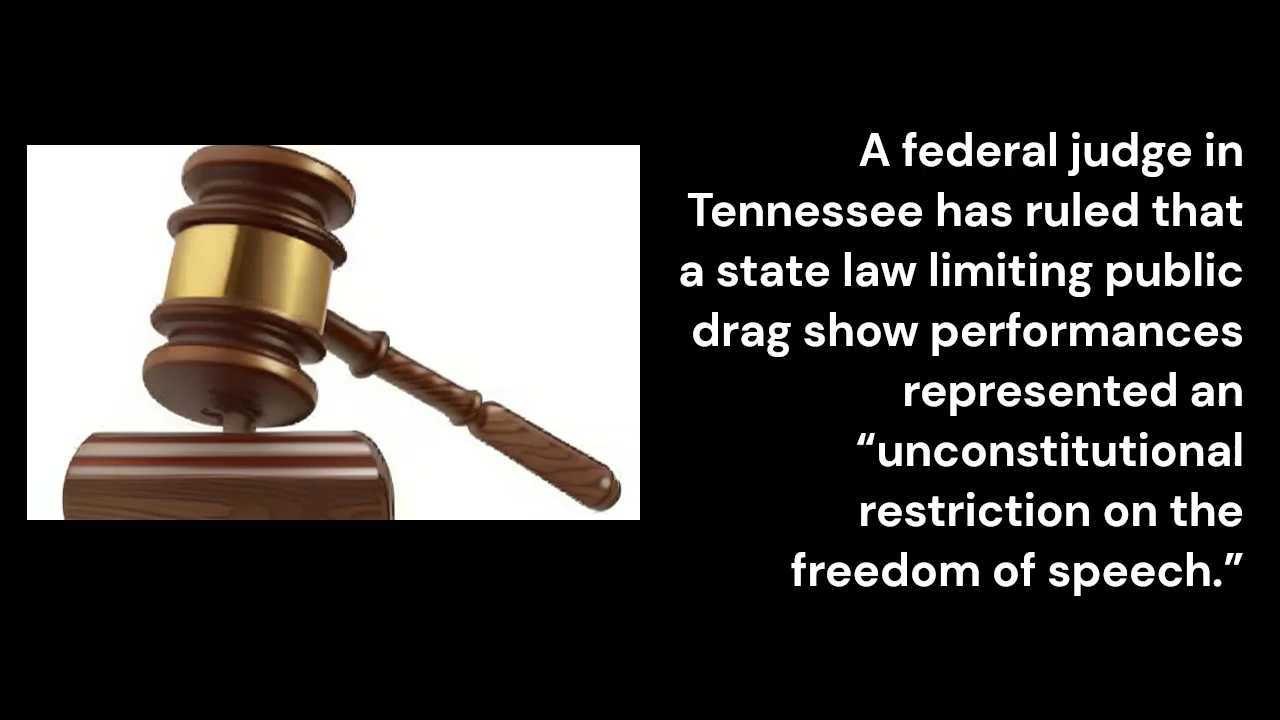 A federal judge in
Tennessee has ruled that
a state law limiting public
drag show performances
represented an
“unconstitutional
restriction on the
freedom of speech.”